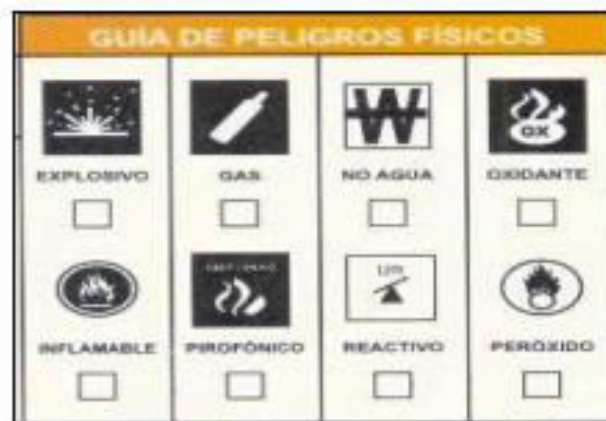 GUÍA DE PELIGROS FÍSICOS
EXPLOSIVO GAS NO AGUA OXIDANTE
W
OX
INFLAMABLE PIROFÓNICO REACTIVO PERÓXIDO